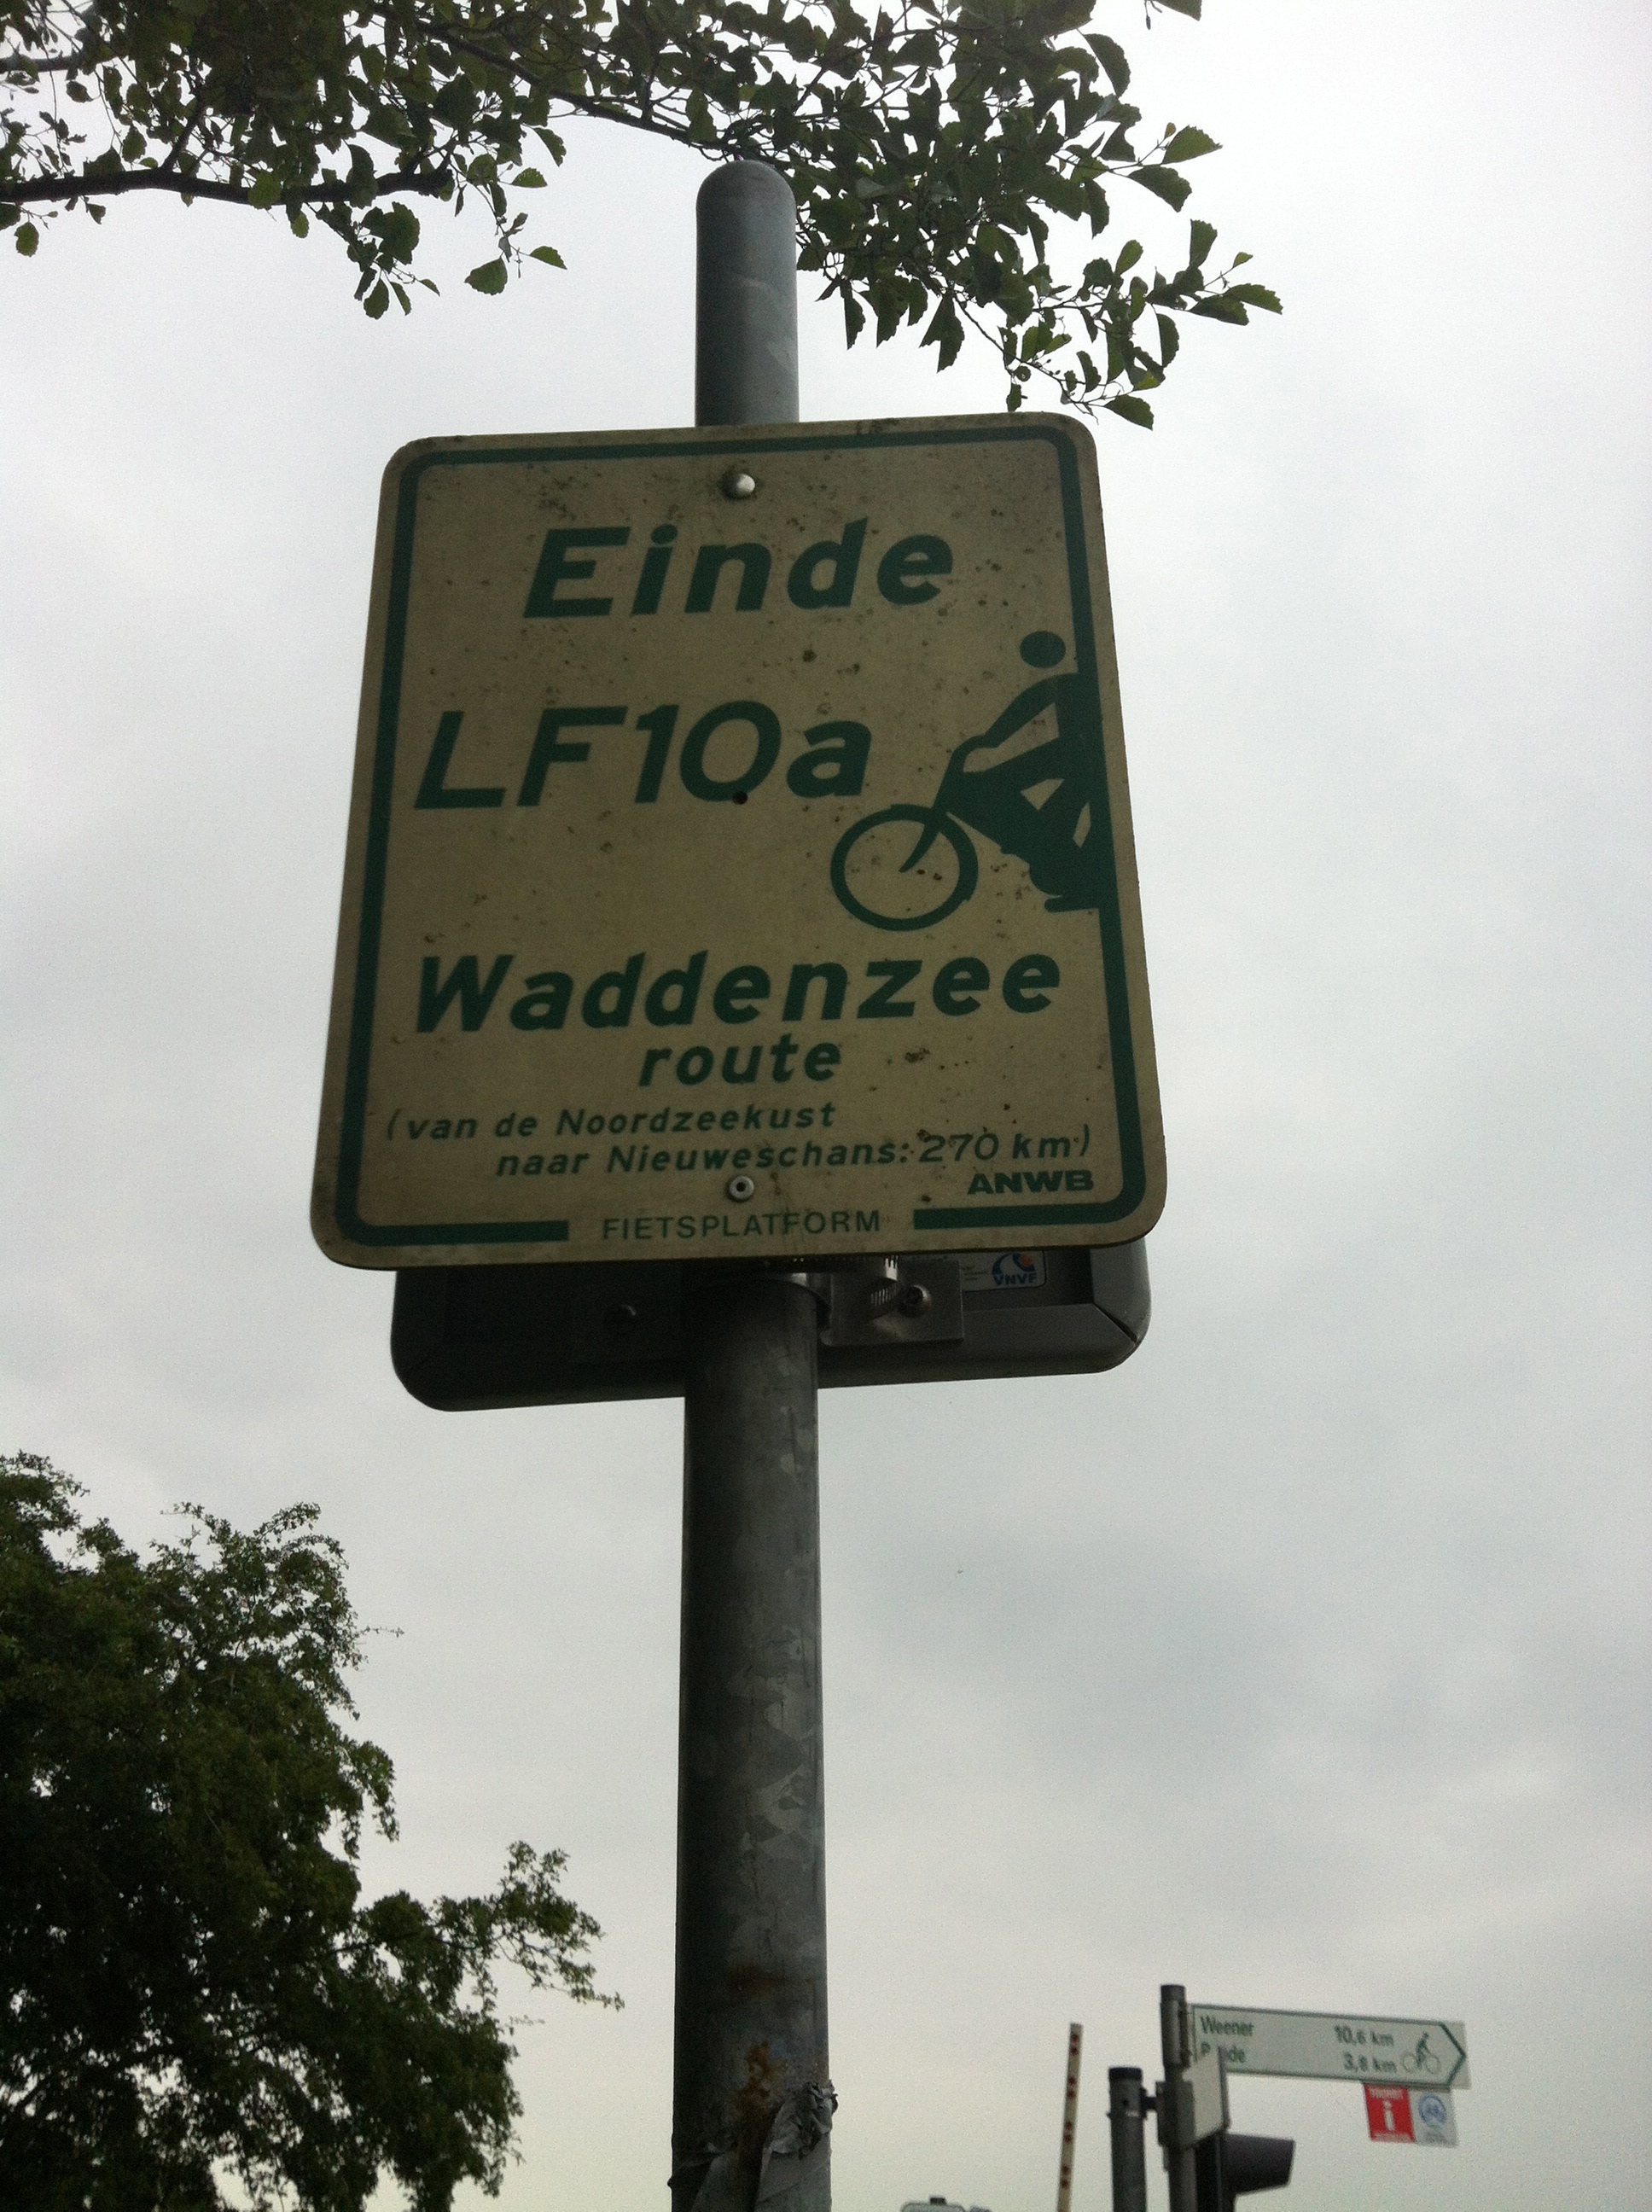 Einde
LF10a
Waddenzee
route
(van de Noordzeekust
naar Nieuweschans: 270 km)
ANWB
FIETSPLATFORM
VNVF
Weener 10,6 km
3,8 km
i